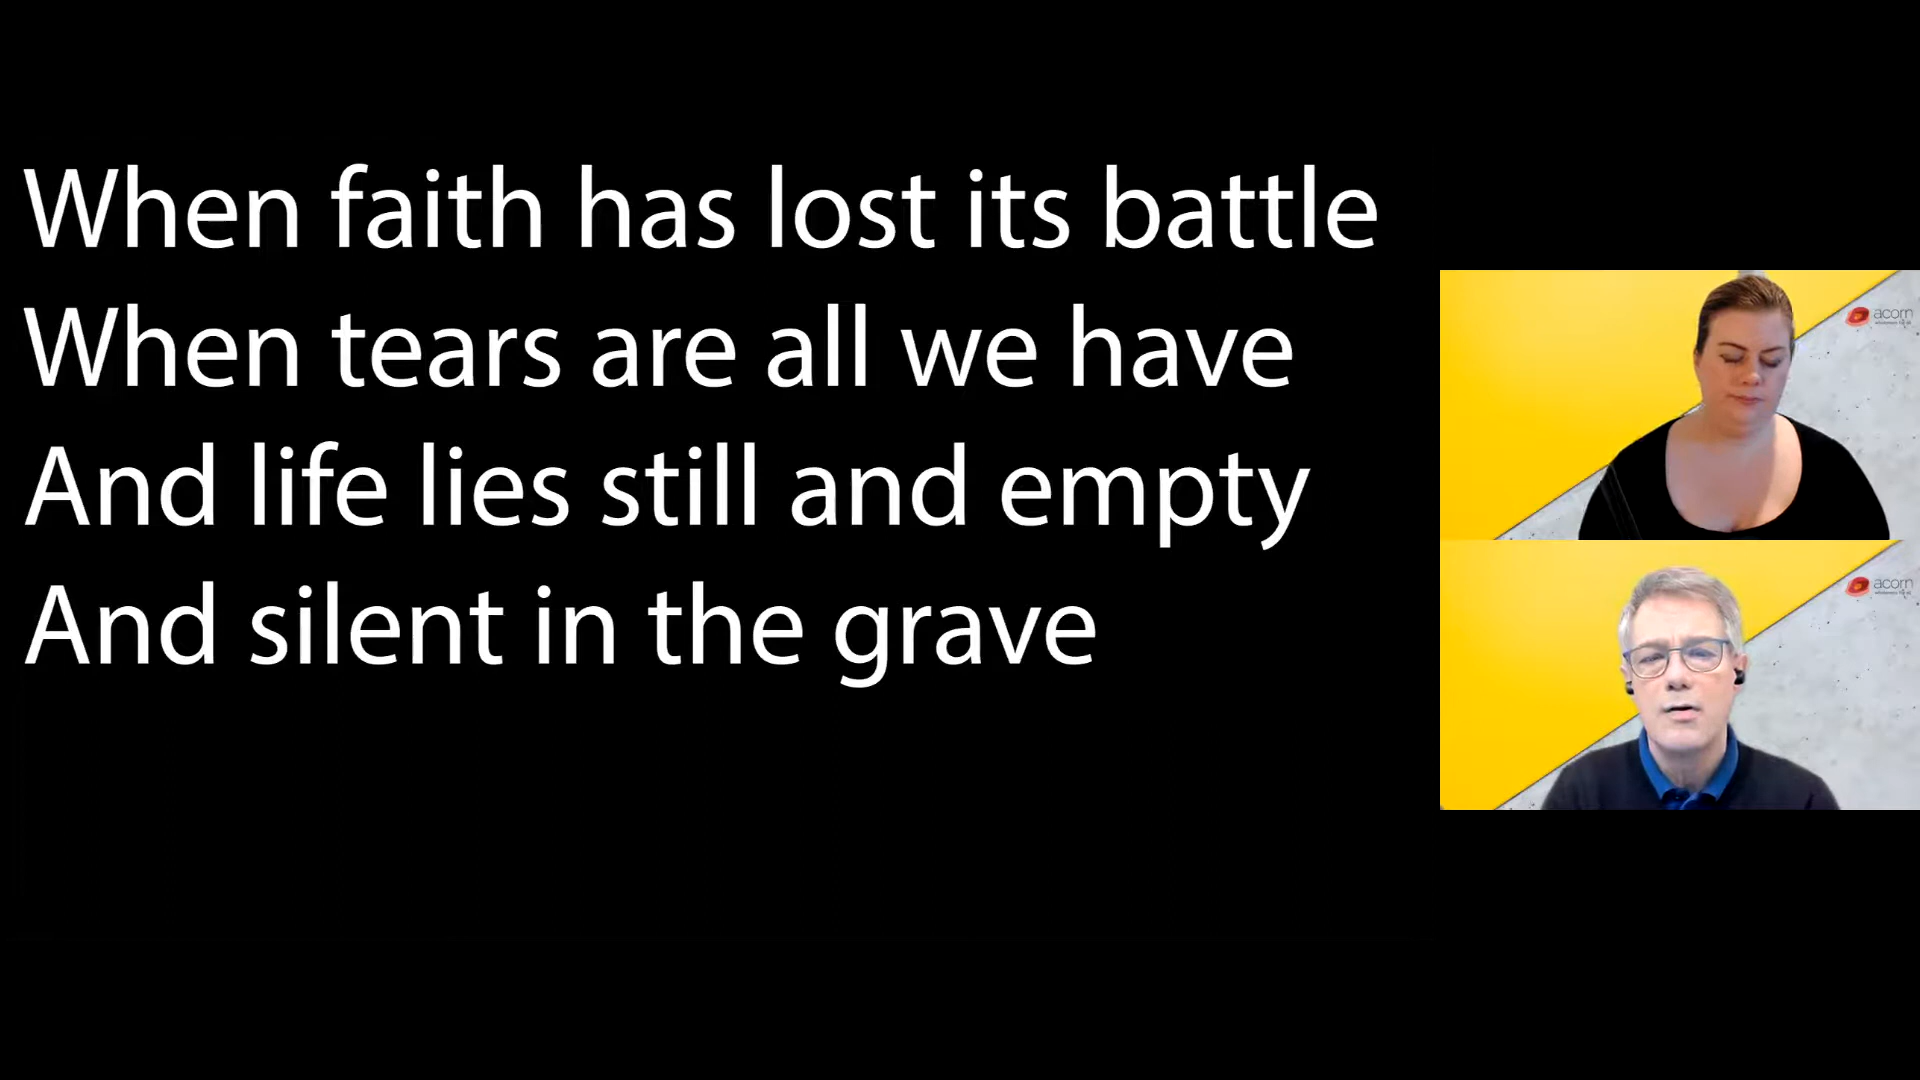 When faith has lost its battle
When tears are all we have
And life lies still and empty
And silent in the grave
acorn
acorn